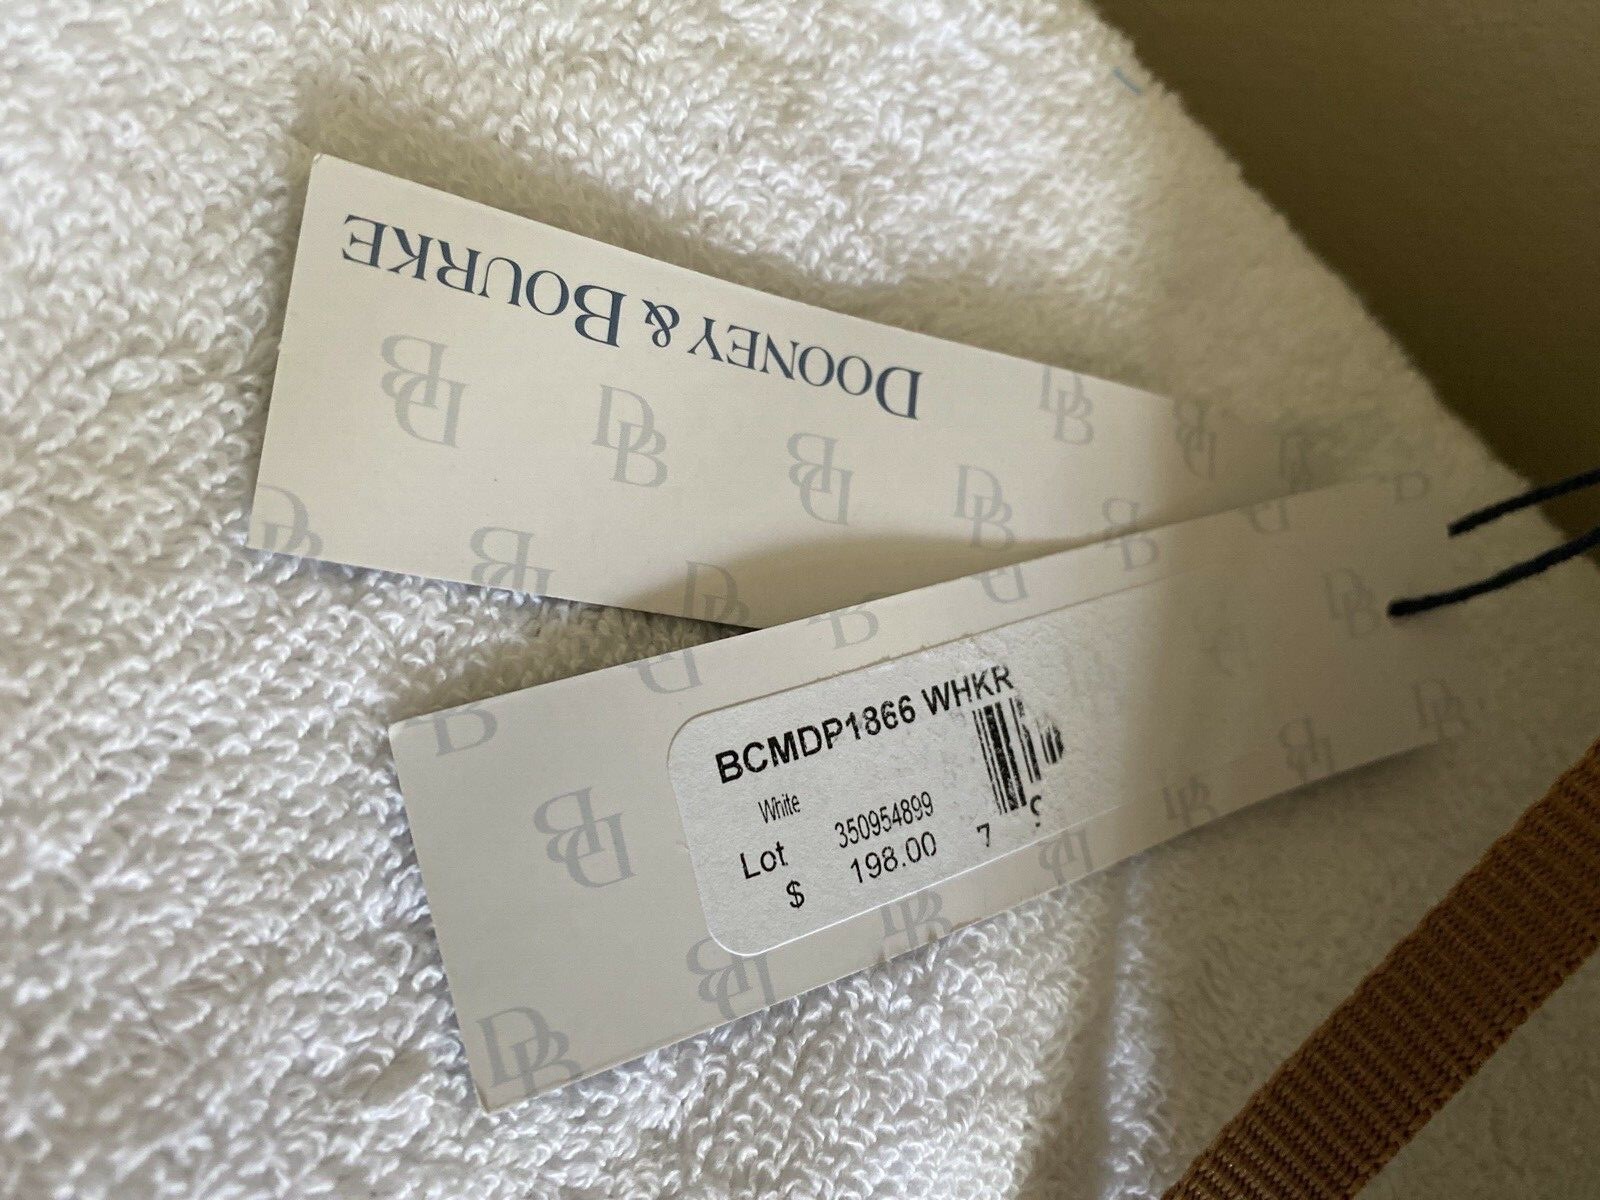 DOONEY & BOURKE
BCMDP1866 WHKR
White
Lot 350954899
$ 198.00
7